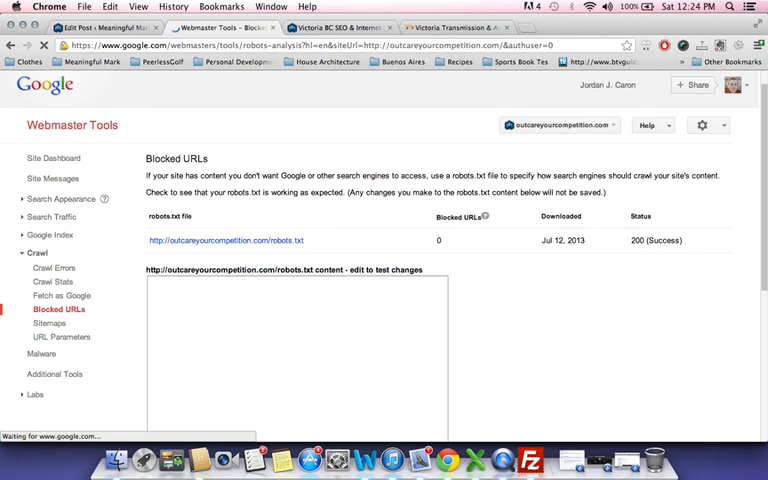 Chrome File Edit View History Bookmarks Window Help 4 100% Sat 12:24 PM
Edit Post ‹ Meaningful Mark Webmaster Tools - Blocked Victoria BC SEO & Internet Victoria Transmission & A
https://www.google.com/webmasters/tools/robots-analysis?hl=en&siteUrl=http://outcareyourcompetition.com/&authuser=0
Clothes Meaningful Mark PeerlessGolf Personal Developm House Architecture Buenos Aires Recipes Sports Book Tes http://www.btvguid » Other Bookmarks
Google Jordan J. Caron + Share
Webmaster Tools outcareyourcompetition.com Help
Site Dashboard
Site Messages
Search Appearance ?
Search Traffic
Google Index
Crawl
Crawl Errors
Crawl Stats
Fetch as Google
Blocked URLs
Sitemaps
URL Parameters
Malware
Additional Tools
Labs
Blocked URLs
If your site has content you don't want Google or other search engines to access, use a robots.txt file to specify how search engines should crawl your site's content.
Check to see that your robots.txt is working as expected. (Any changes you make to the robots.txt content below will not be saved.)
robots.txt file Blocked URLs ? Downloaded Status
http://outcareyourcompetition.com/robots.txt 0 Jul 12, 2013 200 (Success)
http://outcareyourcompetition.com/robots.txt content - edit to test changes
Waiting for www.google.com...